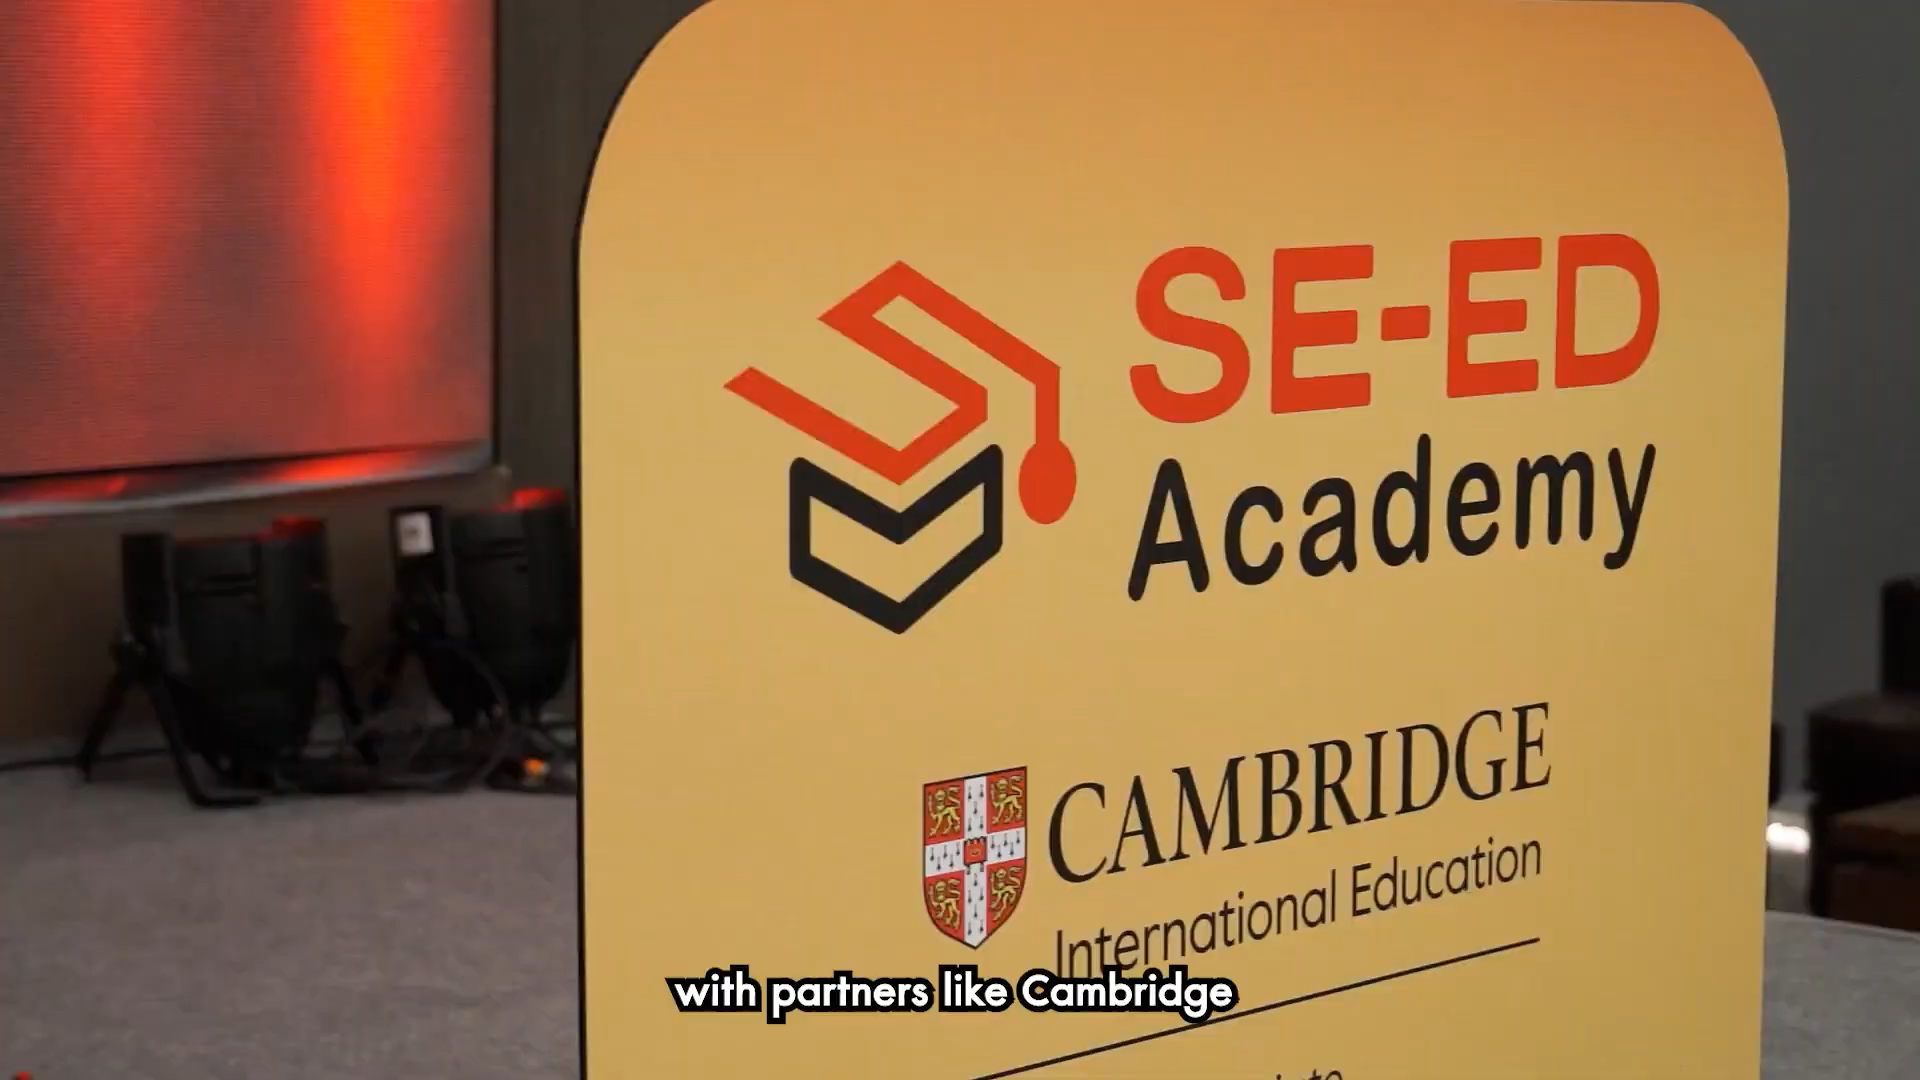 SE-ED
Academy
CAMBRIDGE
International Education
with partners like Cambridge